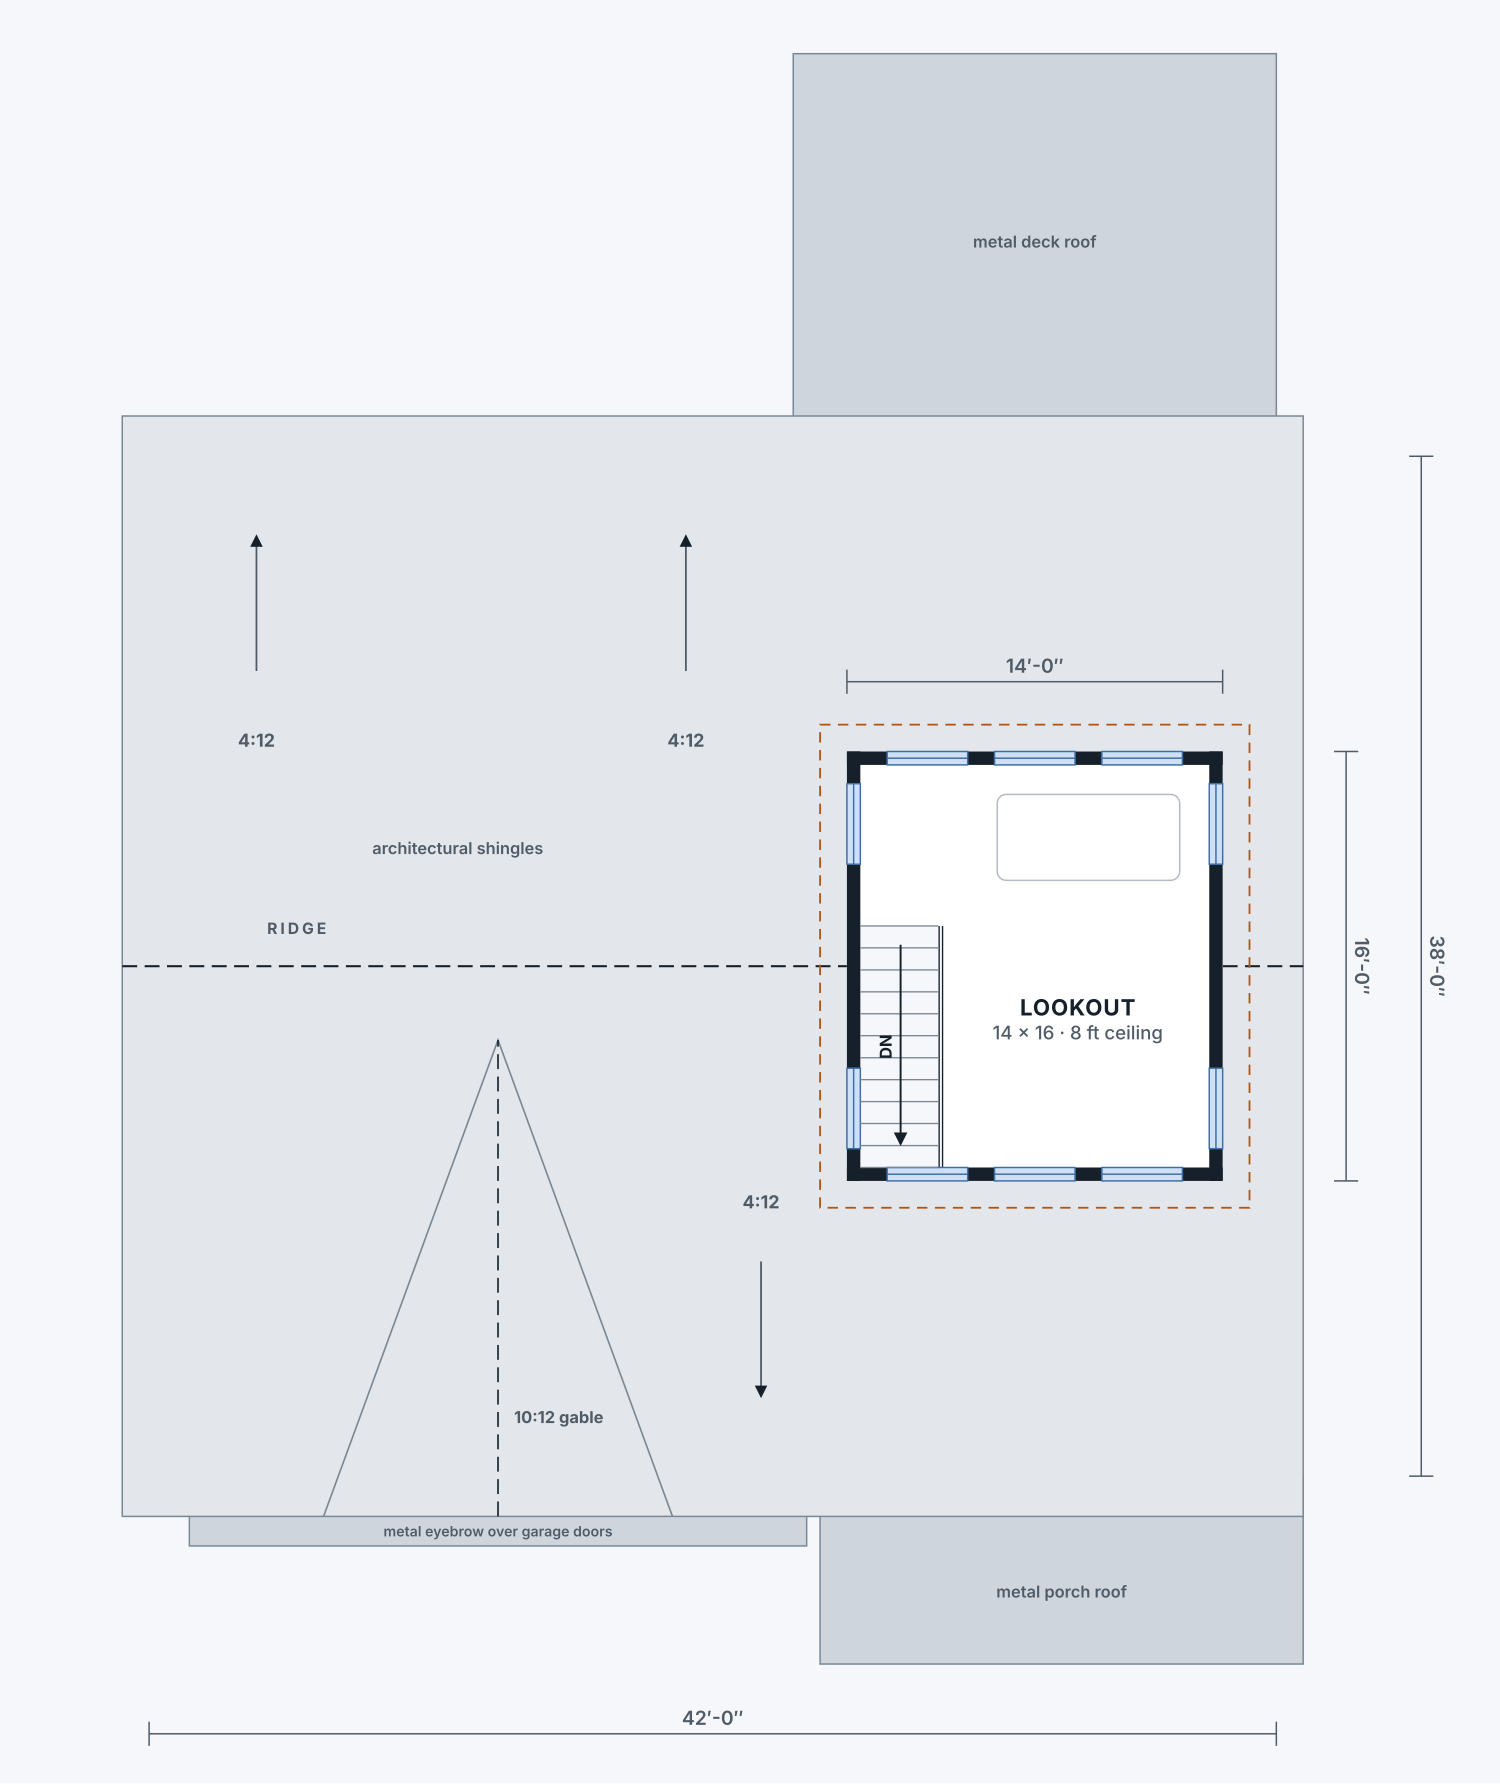 metal deck roof
14′-0″
4:12
4:12
architectural shingles
RIDGE
16′-0″
38′-0″
LOOKOUT
14 × 16 · 8 ft ceiling
DN
4:12
10:12 gable
metal eyebrow over garage doors
metal porch roof
42′-0″